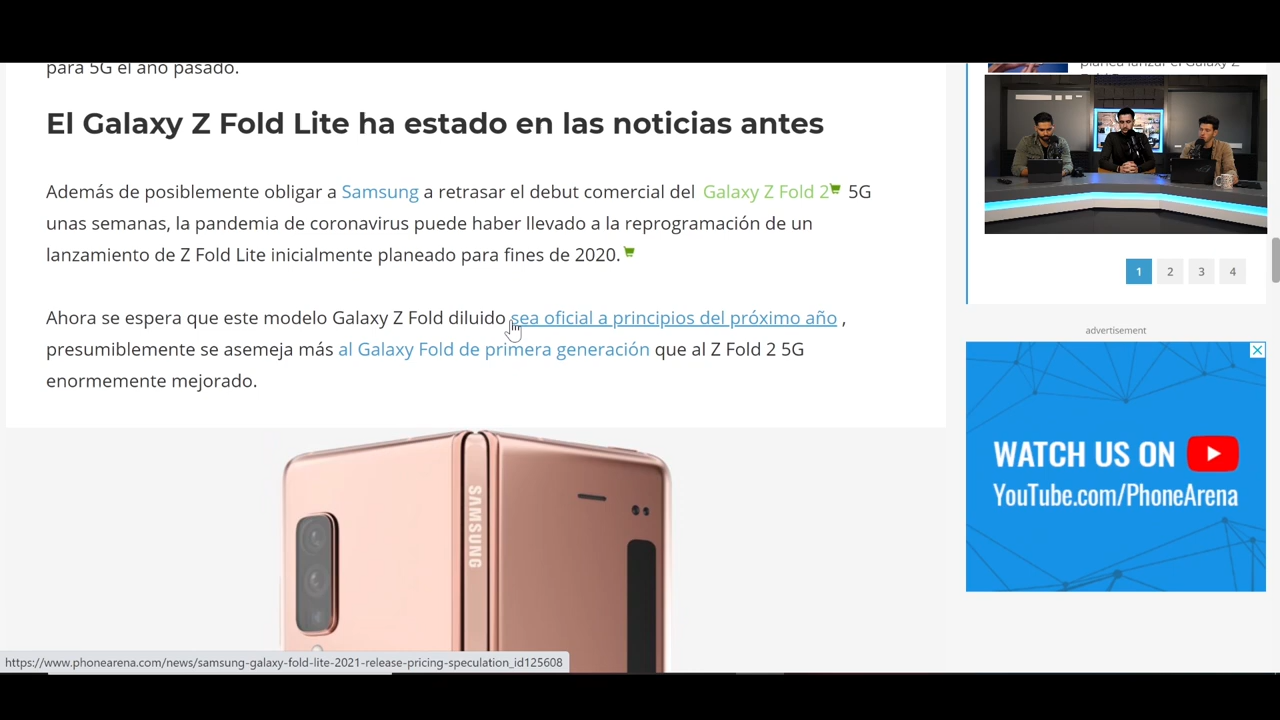 para 5G el año pasado.
El Galaxy Z Fold Lite ha estado en las noticias antes
Además de posiblemente obligar a Samsung a retrasar el debut comercial del Galaxy Z Fold 2 5G
unas semanas, la pandemia de coronavirus puede haber llevado a la reprogramación de un
lanzamiento de Z Fold Lite inicialmente planeado para fines de 2020.
Ahora se espera que este modelo Galaxy Z Fold diluido sea oficial a principios del próximo año ,
presumiblemente se asemeja más al Galaxy Fold de primera generación que al Z Fold 2 5G
enormemente mejorado.
SAMSUNG
https://www.phonearena.com/news/samsung-galaxy-fold-lite-2021-release-pricing-speculation_id125608
planea lanzar el Galaxy Z
1 2 3 4
advertisement
WATCH US ON
YouTube.com/PhoneArena